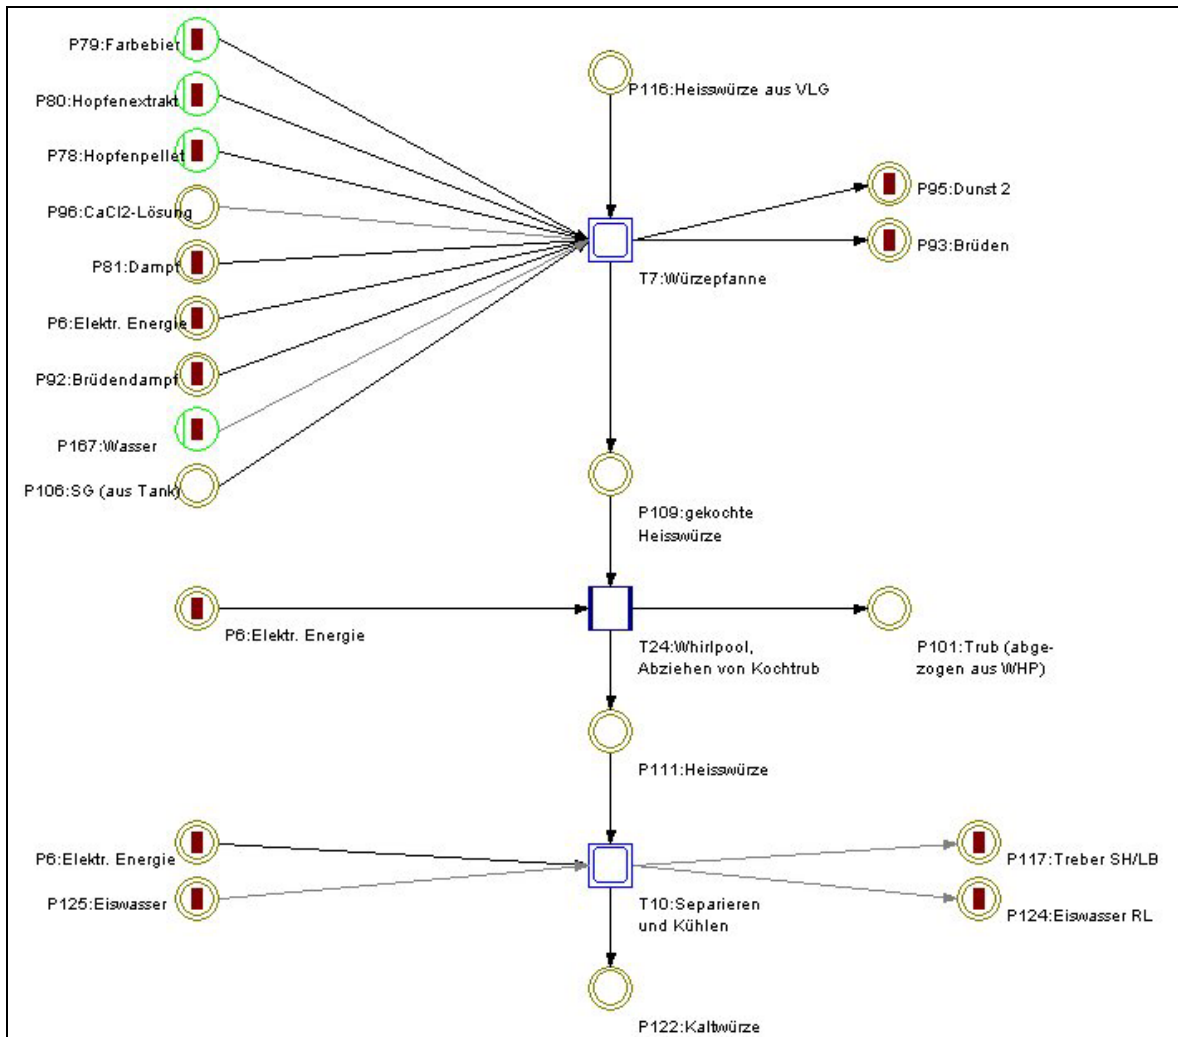 P79:Farbebier
P80:Hopfenextrakt
P78:Hopfenpellet
P96:CaCl2-Lösung
P81:Dampf
P6:Elektr. Energie
P92:Brüdendampf
P167:Wasser
P106:SG (aus Tank)
P116:Heisswürze aus VLG
P95:Dunst 2
P93:Brüden
T7:Würzepfanne
P109:gekochte
Heisswürze
P6:Elektr. Energie
T24:Whirlpool,
Abziehen von Kochtrub
P101:Trub (abge-
zogen aus WHP)
P111:Heisswürze
P6:Elektr. Energie
P125:Eiswasser
T10:Separieren
und Kühlen
P117:Treber SH/LB
P124:Eiswasser RL
P122:Kaltwürze